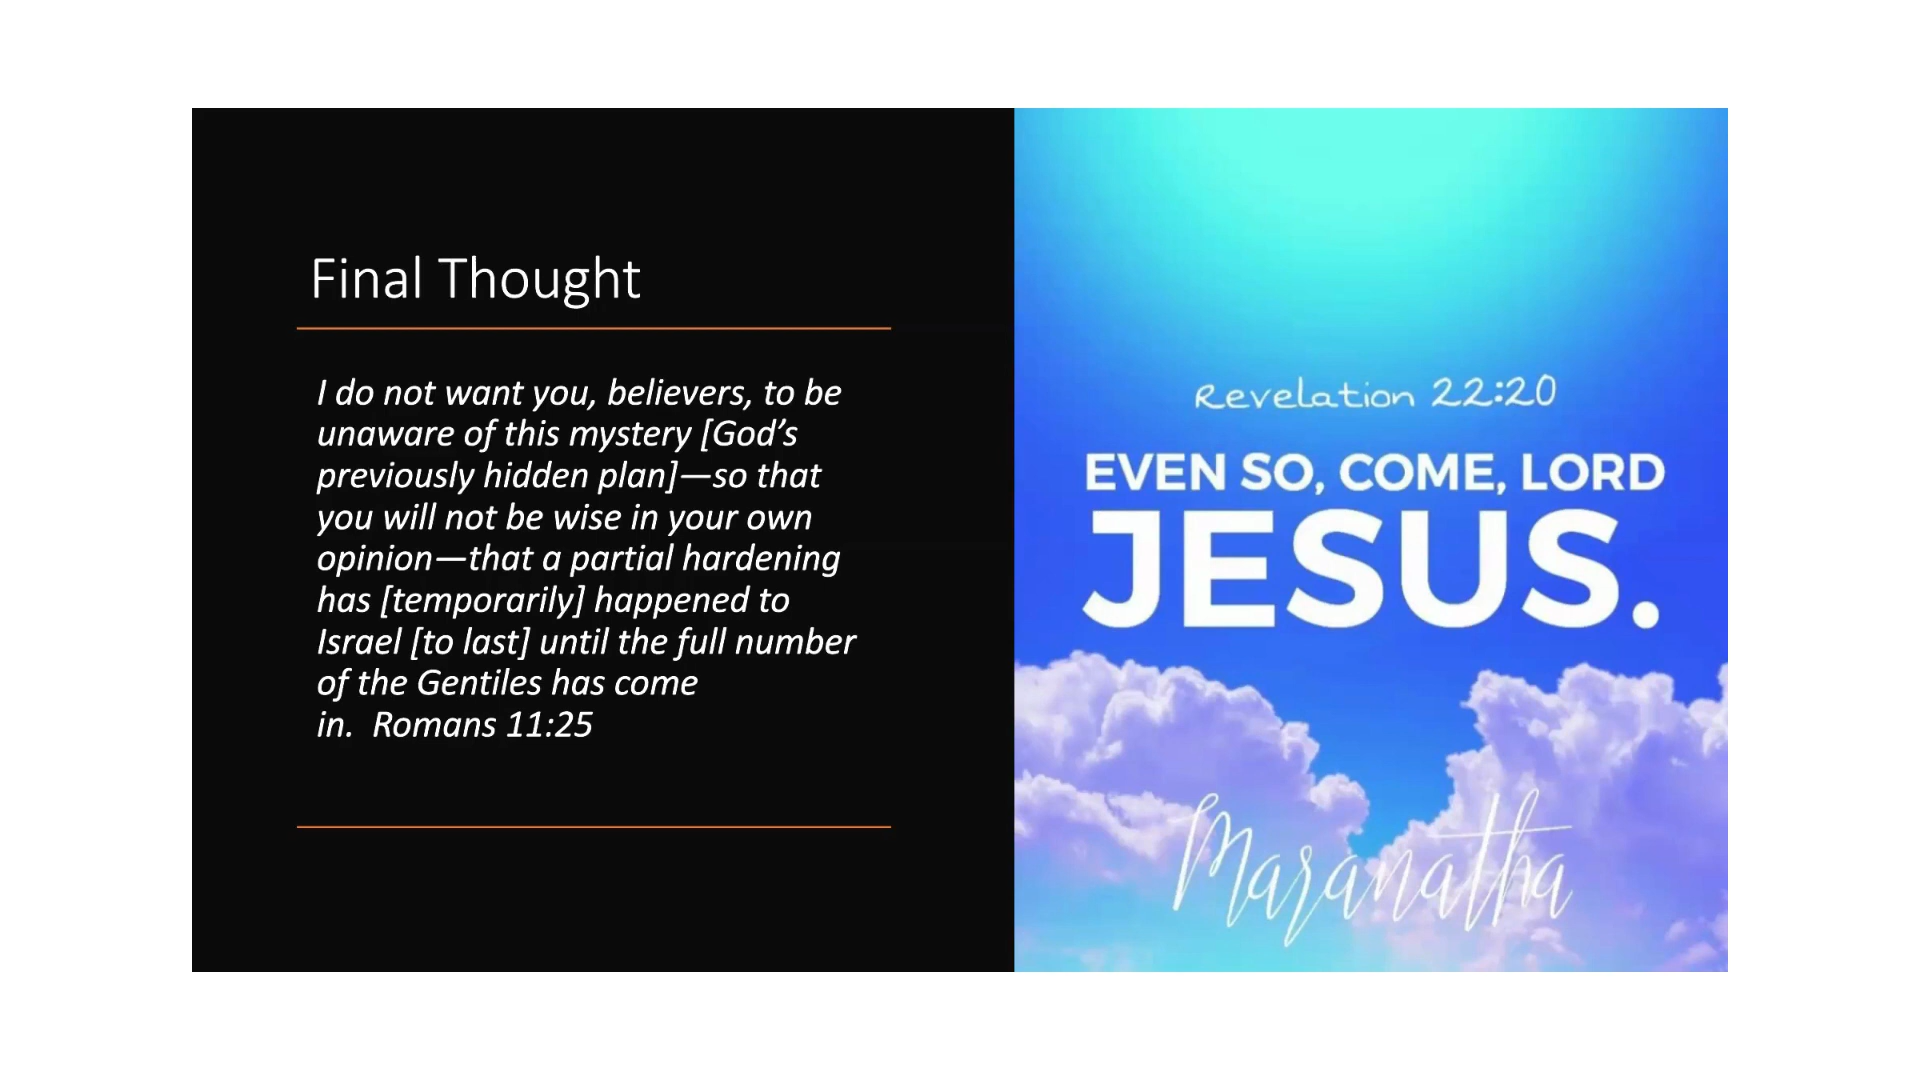 Final Thought
I do not want you, believers, to be
unaware of this mystery [God’s
previously hidden plan]—so that
you will not be wise in your own
opinion—that a partial hardening
has [temporarily] happened to
Israel [to last] until the full number
of the Gentiles has come
in.  Romans 11:25
Revelation 22:20
EVEN SO, COME, LORD
JESUS.
Maranatha